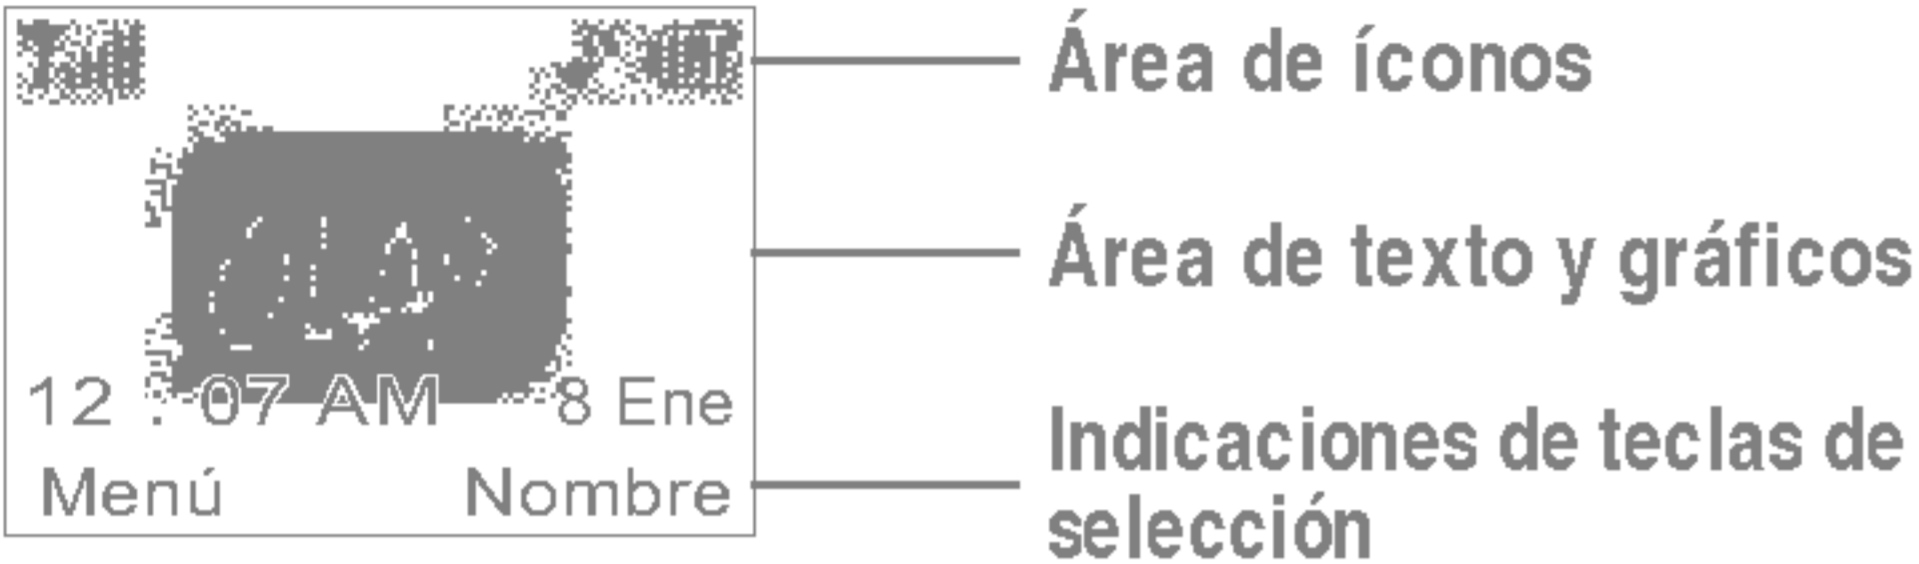 Área de íconos
Área de texto y gráficos
12 : 07 AM 8 Ene
Menú Nombre
Indicaciones de teclas de
selección